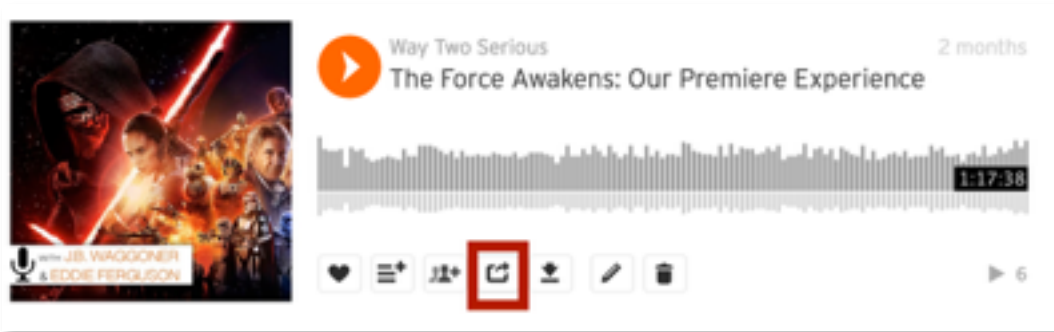 Way Two Serious
2 months
The Force Awakens: Our Premiere Experience
1:17:38
WITH J.B. WAGGONER
& EDDIE FERGUSON
6